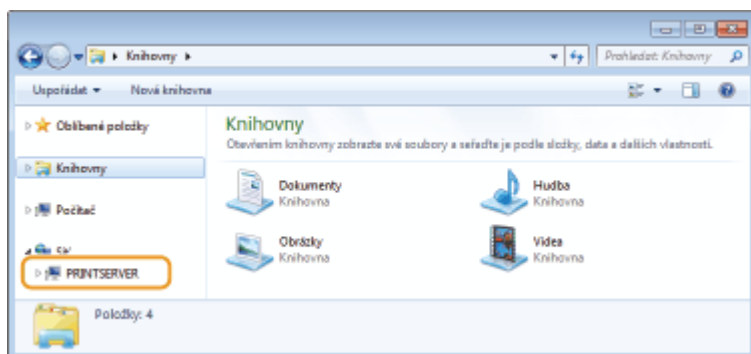 Knihovny
Prohledat: Knihovny
Uspořádat
Nová knihovna
Oblíbené položky
Knihovny
Počítač
PRINTSERVER
Knihovny
Otevřením knihovny zobrazte své soubory a seřaďte je podle složky, data a dalších vlastností.
Dokumenty
Knihovna
Hudba
Knihovna
Obrázky
Knihovna
Videa
Knihovna
Položky: 4